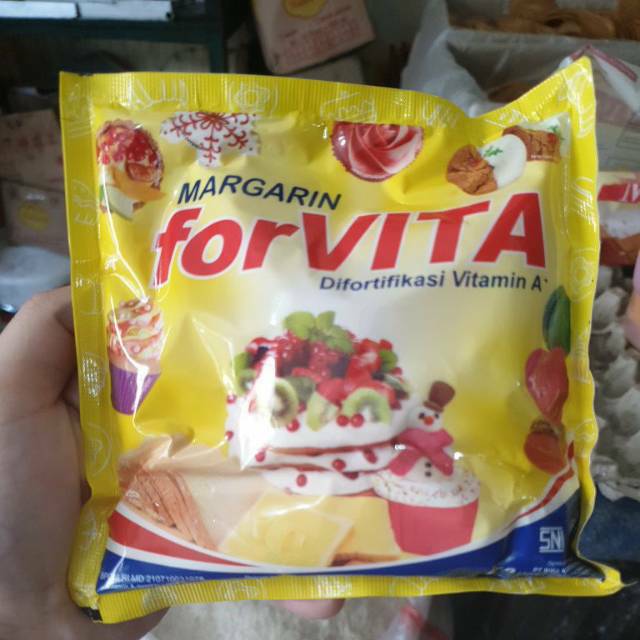 MARGARIN
forVITA
Difortifikasi Vitamin A*
SNI